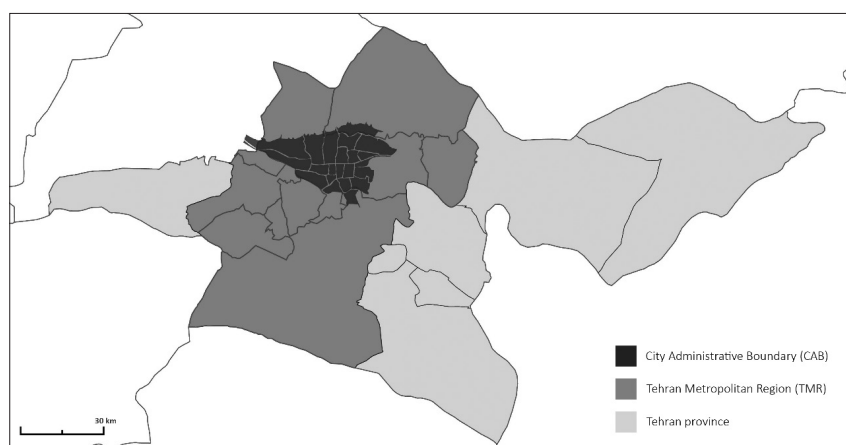 City Administrative Boundary (CAB)
Tehran Metropolitan Region (TMR)
Tehran province
30 km